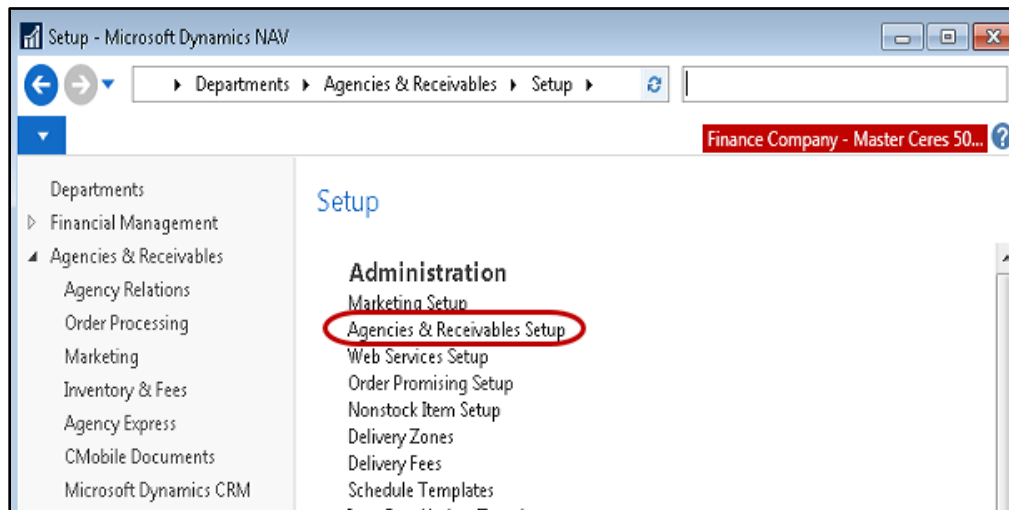 Setup - Microsoft Dynamics NAV
Departments Agencies & Receivables Setup
Finance Company - Master Ceres 50...
Departments
Financial Management
Agencies & Receivables
Agency Relations
Order Processing
Marketing
Inventory & Fees
Agency Express
CMobile Documents
Microsoft Dynamics CRM
Setup
Administration
Marketing Setup
Agencies & Receivables Setup
Web Services Setup
Order Promising Setup
Nonstock Item Setup
Delivery Zones
Delivery Fees
Schedule Templates